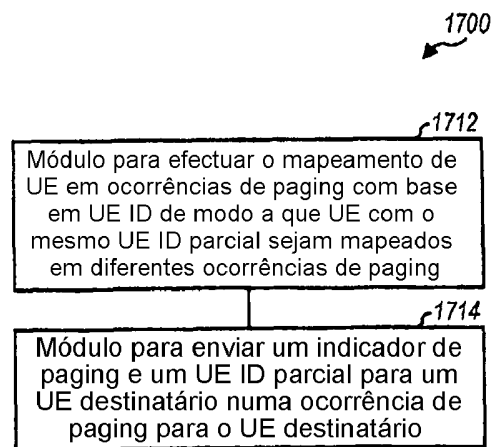 1700
1712
Módulo para efectuar o mapeamento de
UE em ocorrências de paging com base
em UE ID de modo a que UE com o
mesmo UE ID parcial sejam mapeados
em diferentes ocorrências de paging
1714
Módulo para enviar um indicador de
paging e um UE ID parcial para um
UE destinatário numa ocorrência de
paging para o UE destinatário